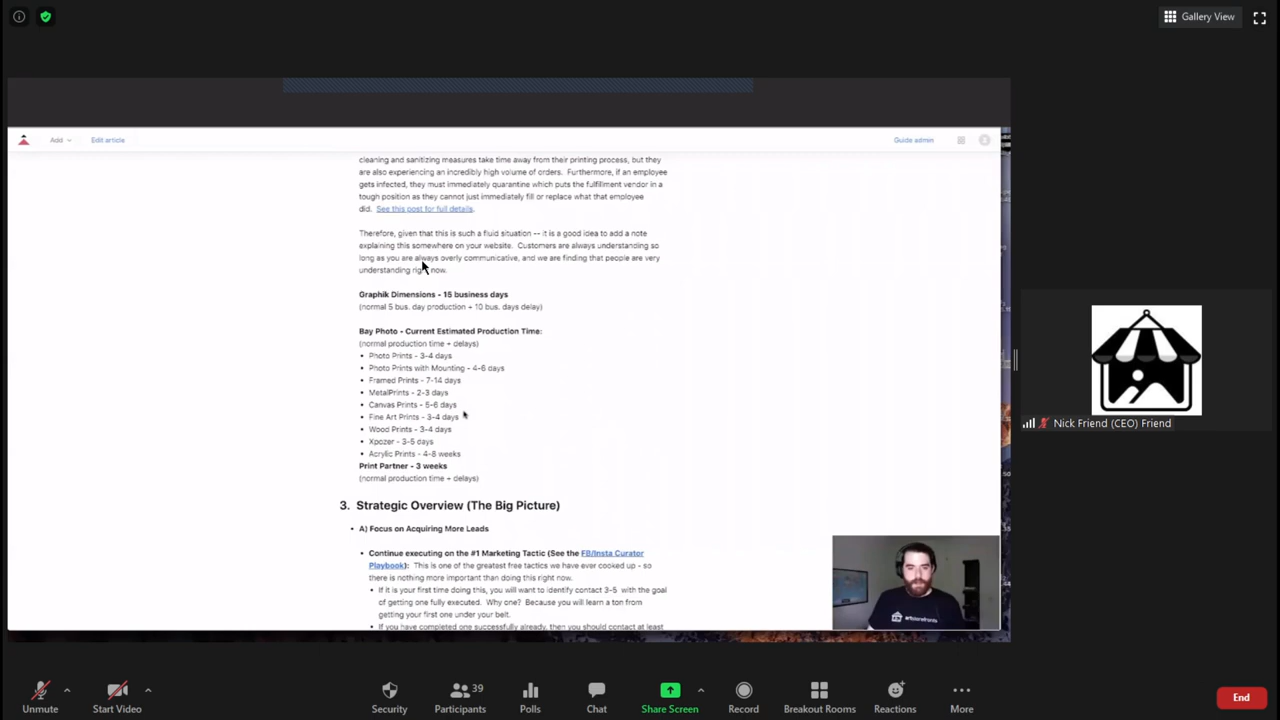 Gallery View
Add
Edit article
Guide admin
cleaning and sanitizing measures take time away from their printing process, but they
are also experiencing an incredibly high volume of orders. Furthermore, if an employee
gets infected, they must immediately quarantine which puts the fulfillment vendor in a
tough position as they cannot just immediately fill or replace what that employee
did. See this post for full details.
Therefore, given that this is such a fluid situation -- it is a good idea to add a note
explaining this somewhere on your website. Customers are always understanding so
long as you are always overly communicative, and we are finding that people are very
understanding right now.
Graphik Dimensions - 15 business days
(normal 5 bus. day production + 10 bus. days delay)
Bay Photo - Current Estimated Production Time:
(normal production time + delays)
• Photo Prints - 3-4 days
• Photo Prints with Mounting - 4-6 days
• Framed Prints - 7-14 days
• MetalPrints - 2-3 days
• Canvas Prints - 5-6 days
• Fine Art Prints - 3-4 days
• Wood Prints - 3-4 days
• Xpozer - 3-5 days
• Acrylic Prints - 4-8 weeks
Print Partner - 3 weeks
(normal production time + delays)
3. Strategic Overview (The Big Picture)
• A) Focus on Acquiring More Leads
• Continue executing on the #1 Marketing Tactic (See the FB/Insta Curator
Playbook): This is one of the greatest free tactics we have ever cooked up - so
there is nothing more important than doing this right now.
• If it is your first time doing this, you will want to identify contact 3-5 with the goal
of getting one fully executed. Why one? Because you will learn a ton from
getting your first one under your belt.
• If you have completed one successfully already, then you should contact at least
Nick Friend (CEO) Friend
Unmute
Start Video
Security
Participants
39
Polls
Chat
Share Screen
Record
Breakout Rooms
Reactions
More
End